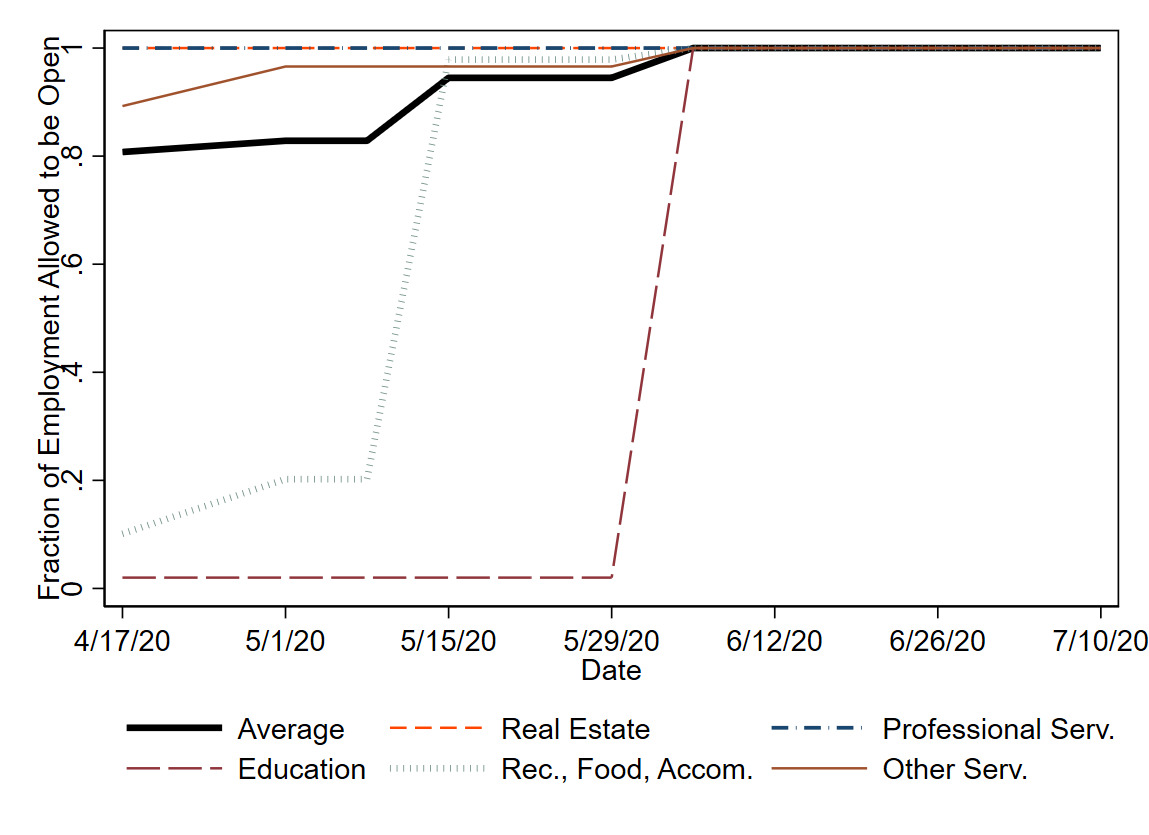 Fraction of Employment Allowed to be Open
1
.8
.6
.4
.2
0
4/17/20 5/1/20 5/15/20 5/29/20 6/12/20 6/26/20 7/10/20
Date
Average Real Estate Professional Serv.
Education Rec., Food, Accom. Other Serv.